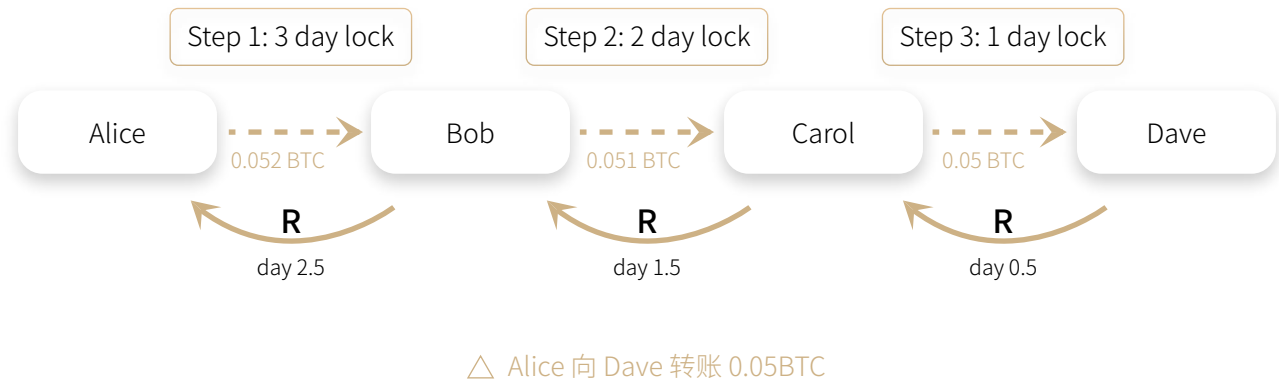 Step 1: 3 day lock
Step 2: 2 day lock
Step 3: 1 day lock
Alice
Bob
Carol
Dave
0.052 BTC
0.051 BTC
0.05 BTC
R
R
R
day 2.5
day 1.5
day 0.5
△ Alice 向 Dave 转账 0.05BTC